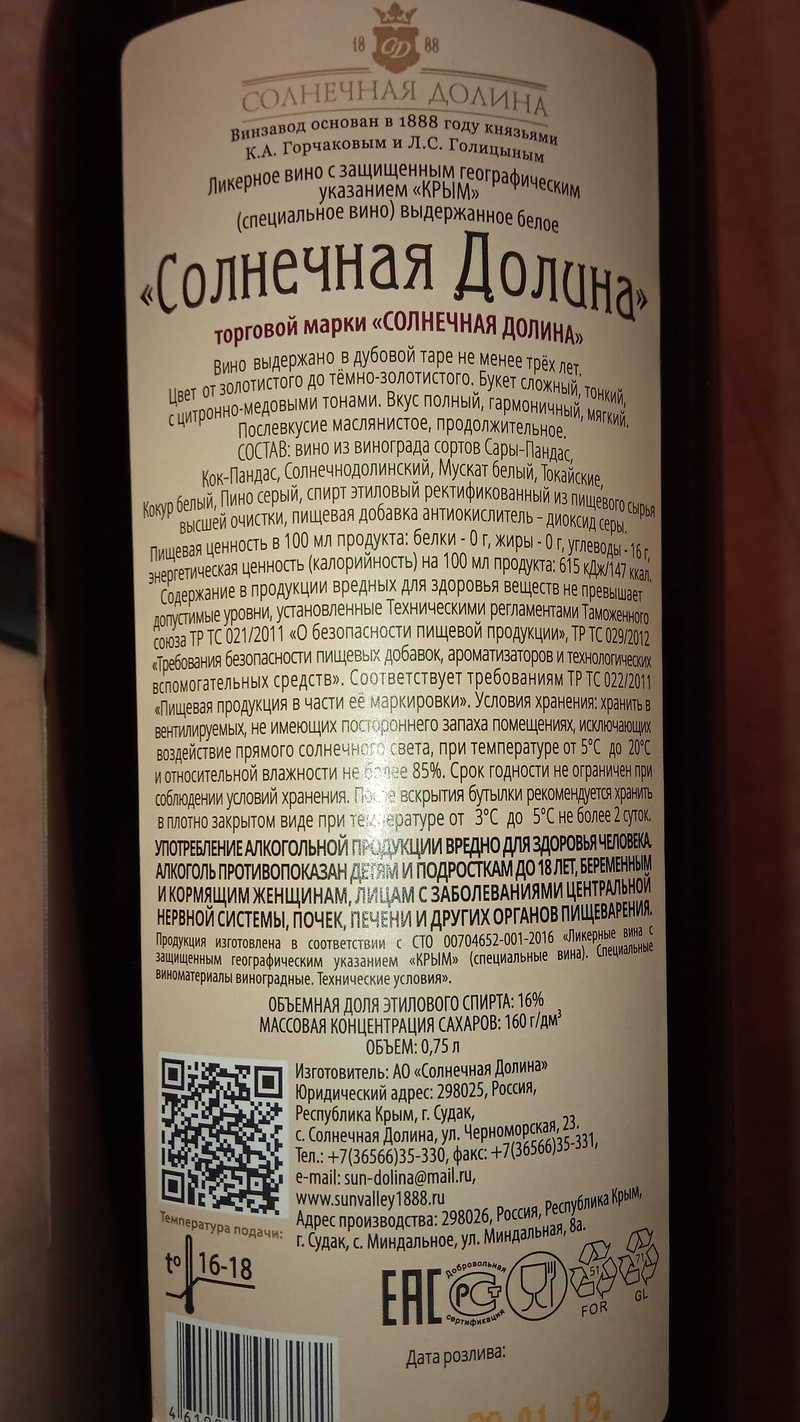 18 СД 88
СОЛНЕЧНАЯ ДОЛИНА
Винзавод основан в 1888 году князьями
К.А. Горчаковым и Л.С. Голицыным
Ликерное вино с защищенным географическим
указанием «КРЫМ»
(специальное вино) выдержанное белое
«Солнечная Долина»
торговой марки «СОЛНЕЧНАЯ ДОЛИНА»
Вино выдержано в дубовой таре не менее трёх лет.
Цвет от золотистого до тёмно-золотистого. Букет сложный, тонкий,
с цитронно-медовыми тонами. Вкус полный, гармоничный, мягкий.
Послевкусие маслянистое, продолжительное.
СОСТАВ: вино из винограда сортов Сары-Пандас,
Кок-Пандас, Солнечнодолинский, Мускат белый, Токайские,
Кокур белый, Пино серый, спирт этиловый ректификованный из пищевого сырья
высшей очистки, пищевая добавка антиокислитель - диоксид серы.
Пищевая ценность в 100 мл продукта: белки - 0 г, жиры - 0 г, углеводы - 16 г,
энергетическая ценность (калорийность) на 100 мл продукта: 615 кДж/147 ккал.
Содержание в продукции вредных для здоровья веществ не превышает
допустимые уровни, установленные Техническими регламентами Таможенного
союза ТР ТС 021/2011 «О безопасности пищевой продукции», ТР ТС 029/2012
«Требования безопасности пищевых добавок, ароматизаторов и технологических
вспомогательных средств». Соответствует требованиям ТР ТС 022/2011
«Пищевая продукция в части её маркировки». Условия хранения: хранить в
вентилируемых, не имеющих постороннего запаха помещениях, исключающих
воздействие прямого солнечного света, при температуре от 5°C до 20°C
и относительной влажности не более 85%. Срок годности не ограничен при
соблюдении условий хранения. После вскрытия бутылки рекомендуется хранить
в плотно закрытом виде при температуре от 3°C до 5°C не более 2 суток.
УПОТРЕБЛЕНИЕ АЛКОГОЛЬНОЙ ПРОДУКЦИИ ВРЕДНО ДЛЯ ЗДОРОВЬЯ ЧЕЛОВЕКА.
АЛКОГОЛЬ ПРОТИВОПОКАЗАН ДЕТЯМ И ПОДРОСТКАМ ДО 18 ЛЕТ, БЕРЕМЕННЫМ
И КОРМЯЩИМ ЖЕНЩИНАМ, ЛИЦАМ С ЗАБОЛЕВАНИЯМИ ЦЕНТРАЛЬНОЙ
НЕРВНОЙ СИСТЕМЫ, ПОЧЕК, ПЕЧЕНИ И ДРУГИХ ОРГАНОВ ПИЩЕВАРЕНИЯ.
Продукция изготовлена в соответствии с СТО 00704652-001-2016 «Ликерные вина с
защищенным географическим указанием «КРЫМ» (специальные вина). Специальные
виноматериалы виноградные. Технические условия».
ОБЪЕМНАЯ ДОЛЯ ЭТИЛОВОГО СПИРТА: 16%
МАССОВАЯ КОНЦЕНТРАЦИЯ САХАРОВ: 160 г/дм³
ОБЪЕМ: 0,75 л
Изготовитель: АО «Солнечная Долина»
Юридический адрес: 298025, Россия,
Республика Крым, г. Судак,
с. Солнечная Долина, ул. Черноморская, 23.
Тел.: +7(36566)35-330, факс: +7(36566)35-331,
e-mail: sun-dolina@mail.ru,
www.sunvalley1888.ru
Адрес производства: 298026, Россия, Республика Крым,
г. Судак, с. Миндальное, ул. Миндальная, 8а.
Температура подачи:
t° 16-18
ЕАС
Добровольная
РСТ
сертификация
51
FOR
71
GL
Дата розлива: